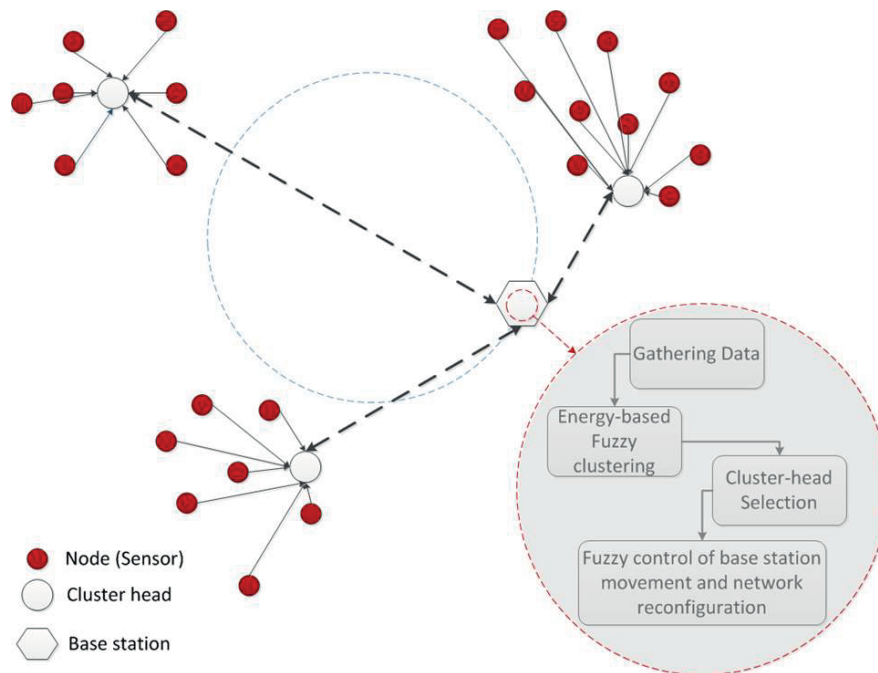 Gathering Data
Energy-based
Fuzzy
clustering
Cluster-head
Selection
Fuzzy control of base station
movement and network
reconfiguration
Node (Sensor)
Cluster head
Base station